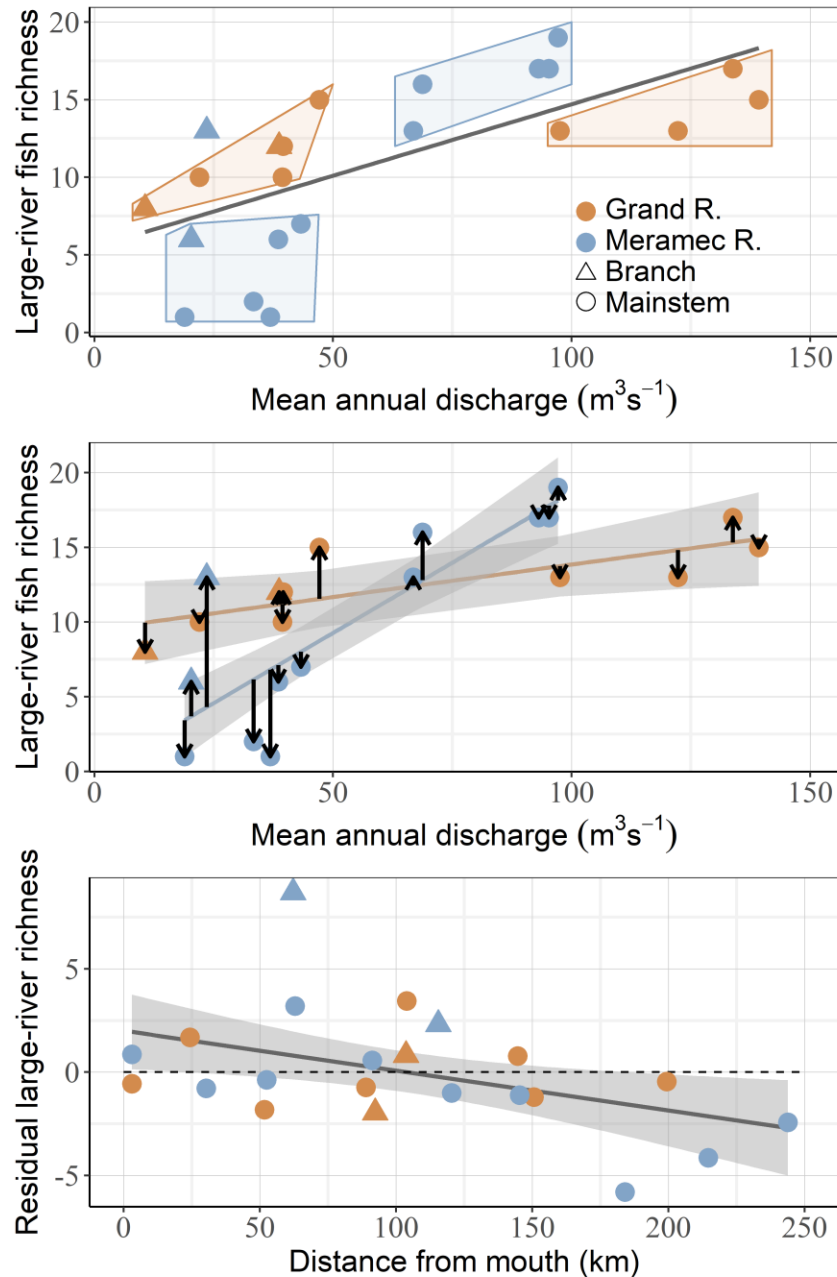 Large-river fish richness
20
15
10
5
0
Grand R.
Meramec R.
Branch
Mainstem
0 50 100 150
Mean annual discharge (m³s⁻¹)
Large-river fish richness
20
15
10
5
0
0 50 100 150
Mean annual discharge (m³s⁻¹)
Residual large-river richness
5
0
-5
0 50 100 150 200 250
Distance from mouth (km)